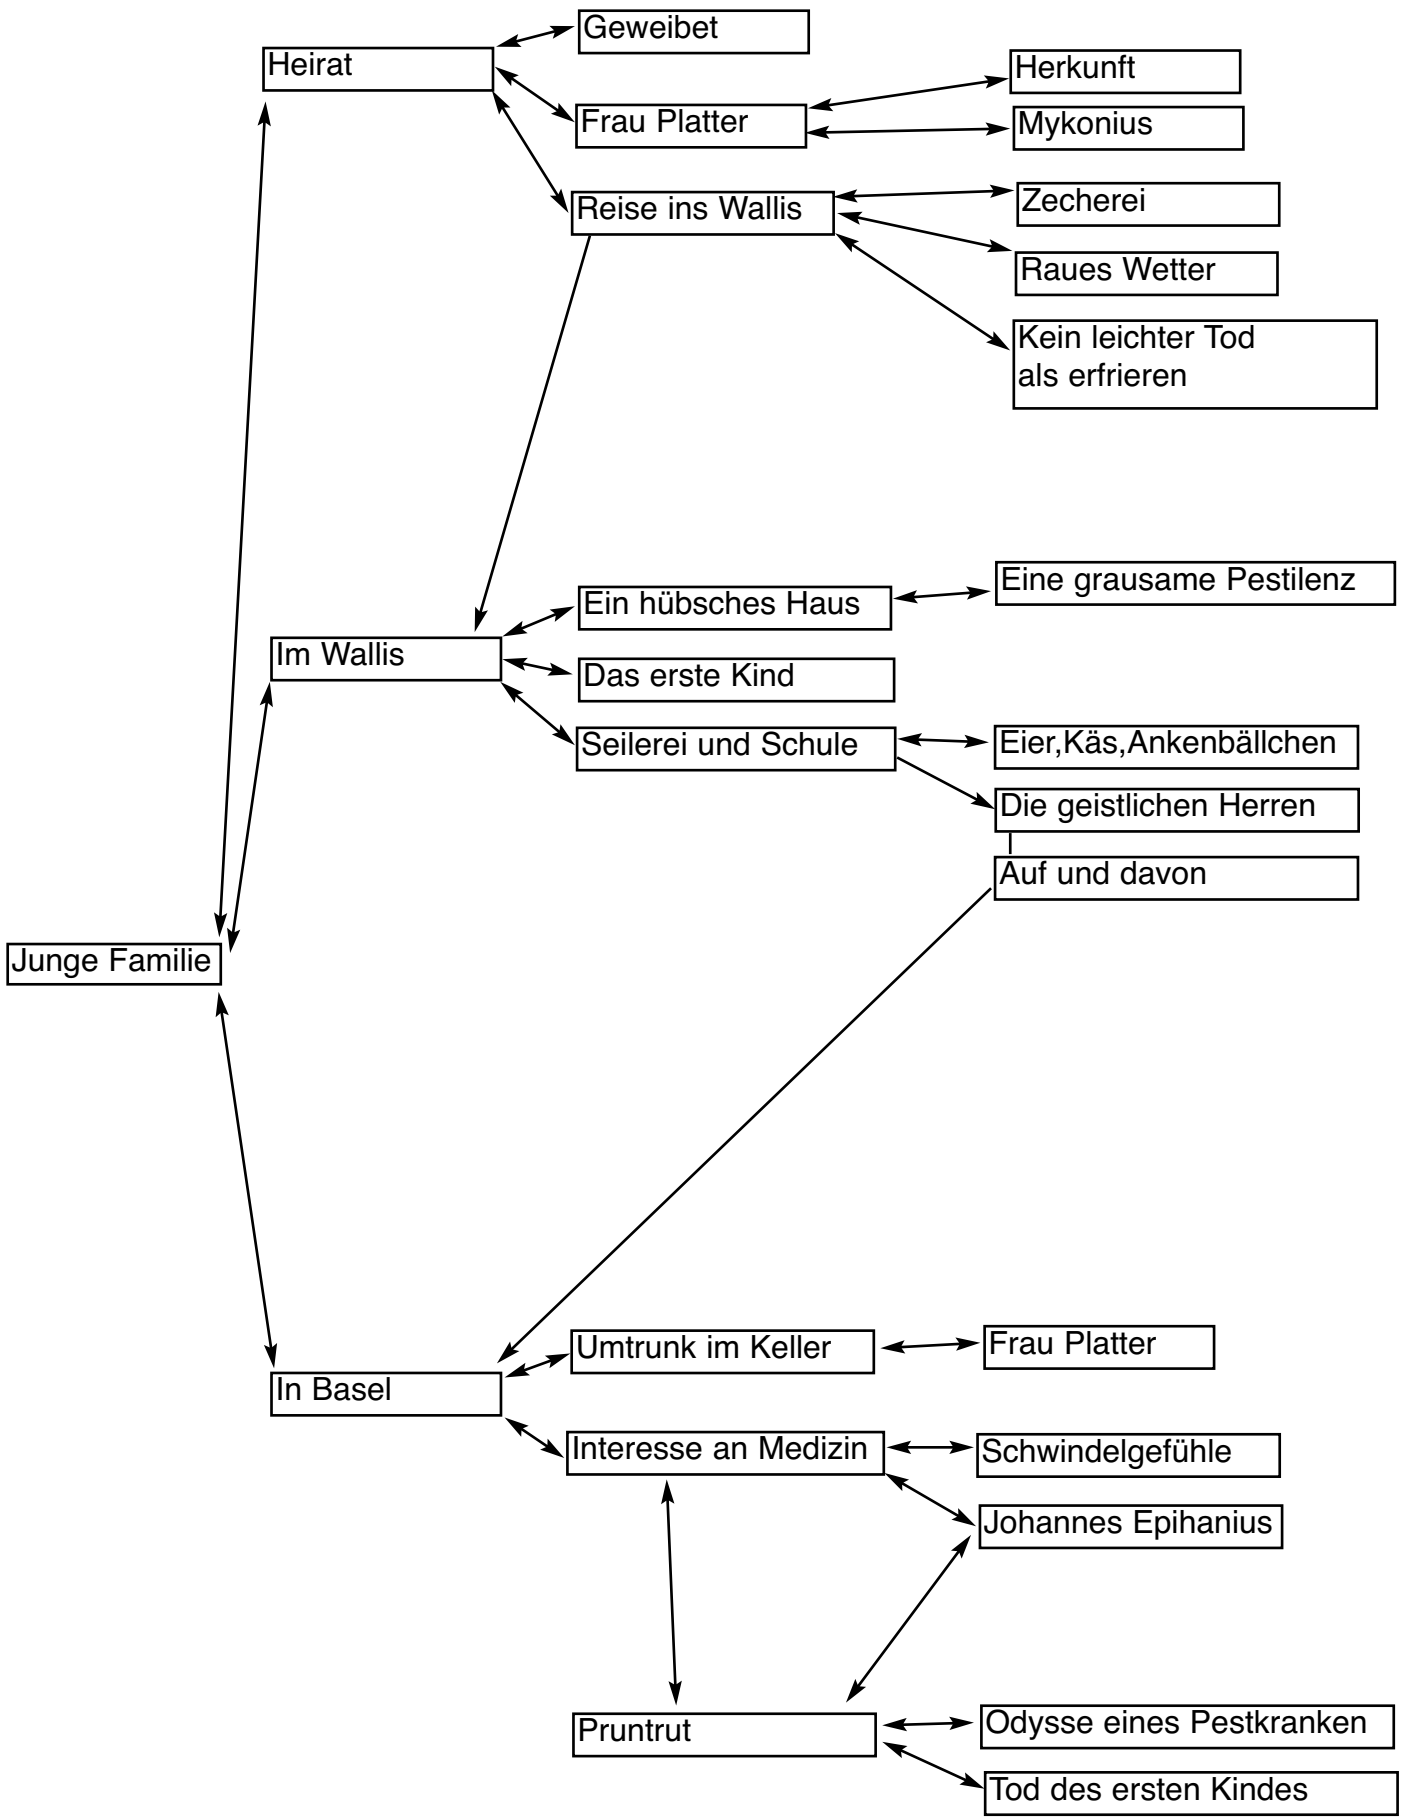 Geweibet
Heirat
Herkunft
Frau Platter
Mykonius
Reise ins Wallis
Zecherei
Raues Wetter
Kein leichter Tod
als erfrieren
Eine grausame Pestilenz
Ein hübsches Haus
Im Wallis
Das erste Kind
Seilerei und Schule
Eier,Käs,Ankenbällchen
Die geistlichen Herren
Auf und davon
Junge Familie
Umtrunk im Keller
Frau Platter
In Basel
Interesse an Medizin
Schwindelgefühle
Johannes Epihanius
Pruntrut
Odysse eines Pestkranken
Tod des ersten Kindes